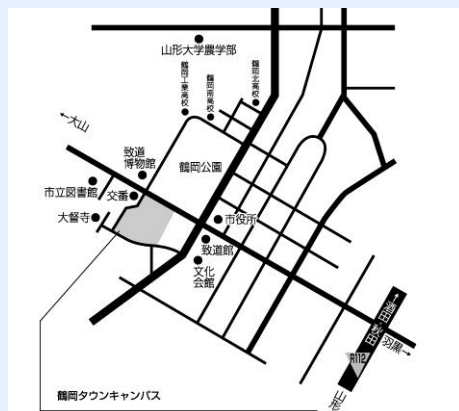 山形大学農学部
鶴岡工業高校
鶴岡南高校
鶴岡北高校
←大山
致道
博物館
鶴岡公園
市立図書館
交番
大督寺
市役所
致道館
文化
会館
←酒田・秋田
羽黒→
R112
山形
鶴岡タウンキャンパス